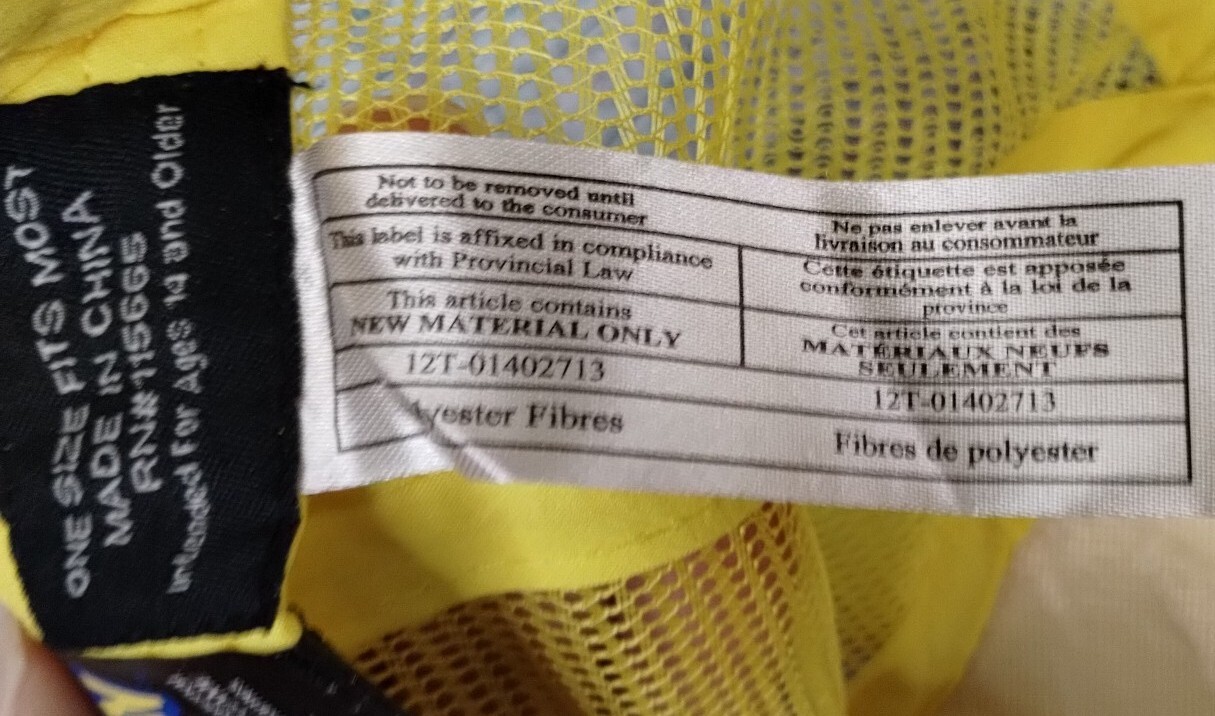 ONE SIZE FITS MOST
MADE IN CHINA
RN# 115665
Intended For Ages 14 and Older
Not to be removed until
delivered to the consumer
This label is affixed in compliance
with Provincial Law
This article contains
NEW MATERIAL ONLY
12T-01402713
yester Fibres
Ne pas enlever avant la
livraison au consommateur
Cette étiquette est apposée
conformément à la loi de la
province
Cet article contient des
MATÉRIAUX NEUFS
SEULEMENT
12T-01402713
Fibres de polyester